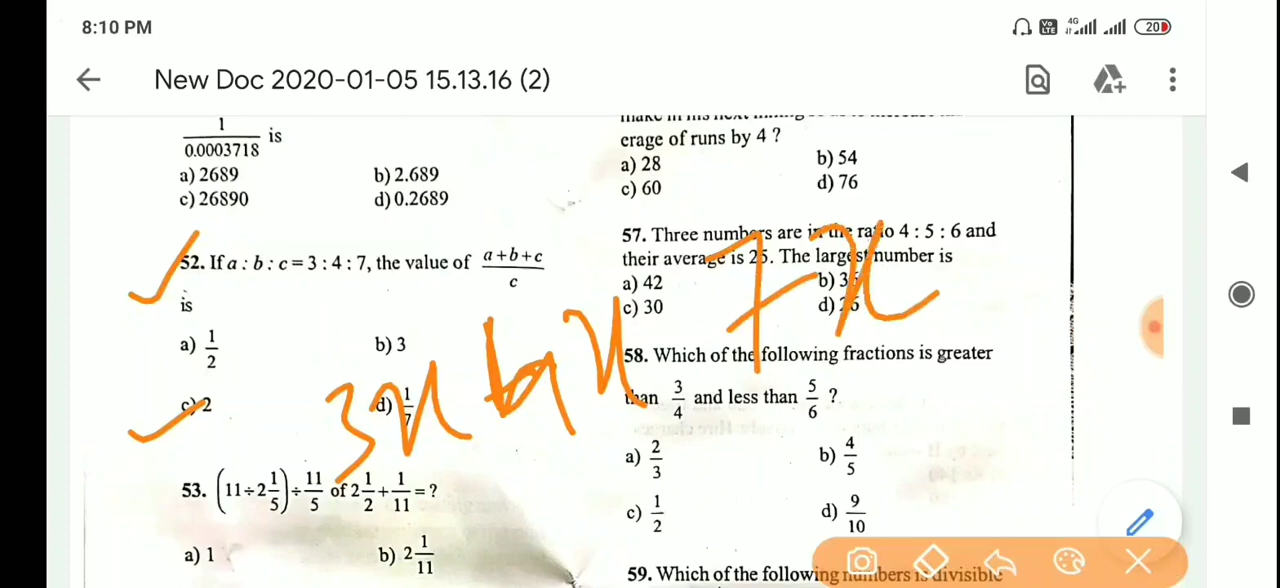 8:10 PM
4G
20
New Doc 2020-01-05 15.13.16 (2)
1/0.0003718 is
a) 2689 b) 2.689
c) 26890 d) 0.2689
52. If a : b : c = 3 : 4 : 7, the value of (a+b+c)/c
is
a) 1/2 b) 3
c) 2 d) 1/7
53. (11÷2 1/5)÷11/5 of 2 1/2+1/11=?
a) 1 b) 2 1/11
erage of runs by 4 ?
a) 28 b) 54
c) 60 d) 76
57. Three numbers are in the ratio 4 : 5 : 6 and
their average is 25. The largest number is
a) 42 b)
c) 30 d)
58. Which of the following fractions is greater
than 3/4 and less than 5/6 ?
a) 2/3 b) 4/5
c) 1/2 d) 9/10
59. Which of the following numbers is divisible
3x 7x